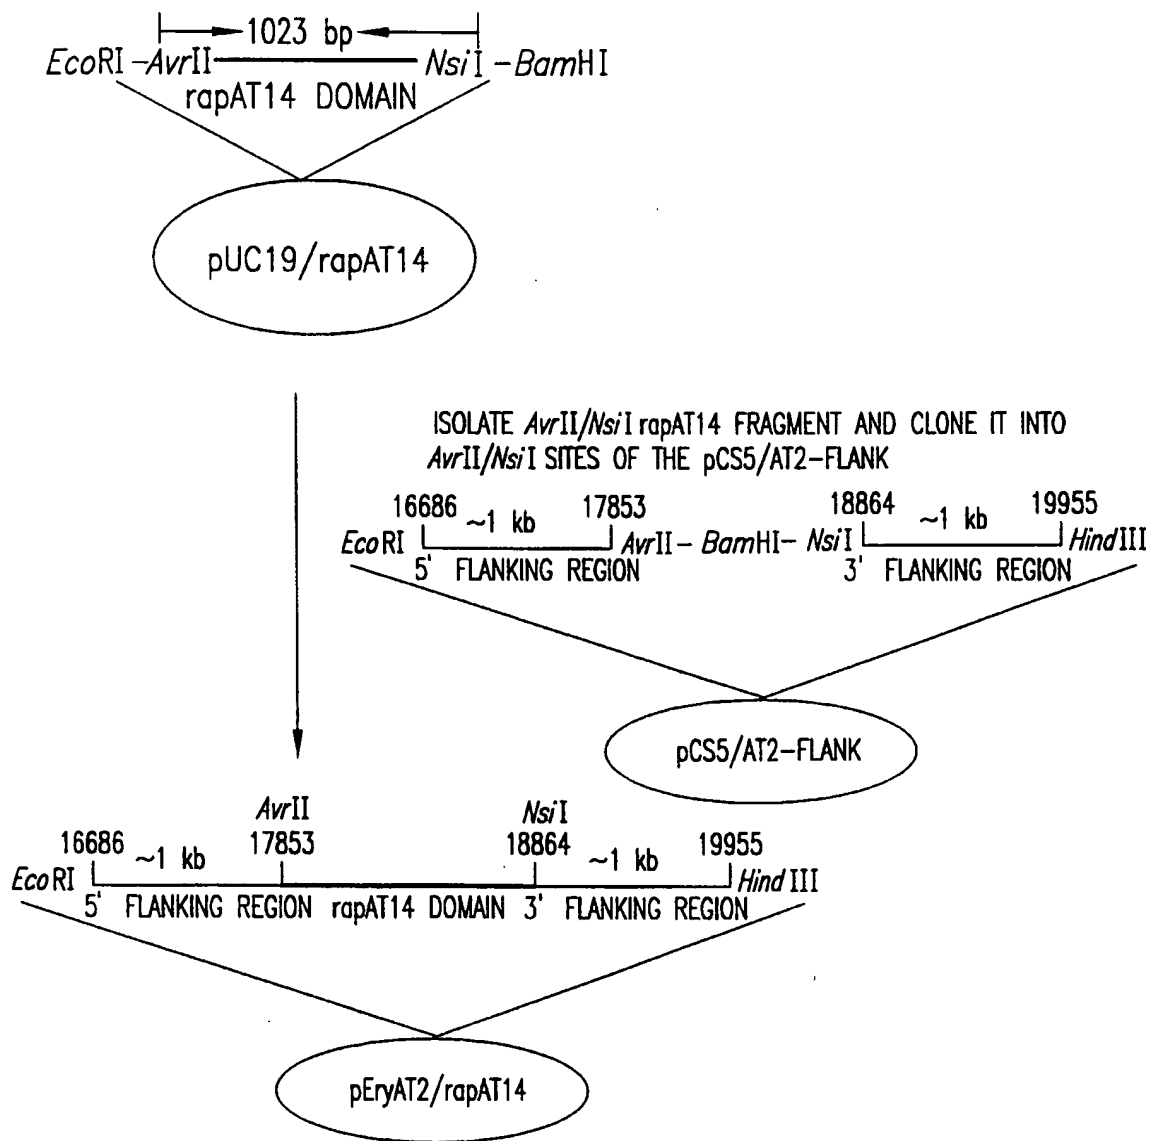 1023 bp
EcoRI -AvrII NsiI -BamHI
rapAT14 DOMAIN
pUC19/rapAT14
ISOLATE AvrII/NsiI rapAT14 FRAGMENT AND CLONE IT INTO
AvrII/NsiI SITES OF THE pCS5/AT2-FLANK
16686 ~1 kb 17853 18864 ~1 kb 19955
EcoRI AvrII- BamHI- NsiI HindIII
5' FLANKING REGION 3' FLANKING REGION
pCS5/AT2-FLANK
AvrII NsiI
16686 ~1 kb 17853 18864 ~1 kb 19955
EcoRI HindIII
5' FLANKING REGION rapAT14 DOMAIN 3' FLANKING REGION
pEryAT2/rapAT14